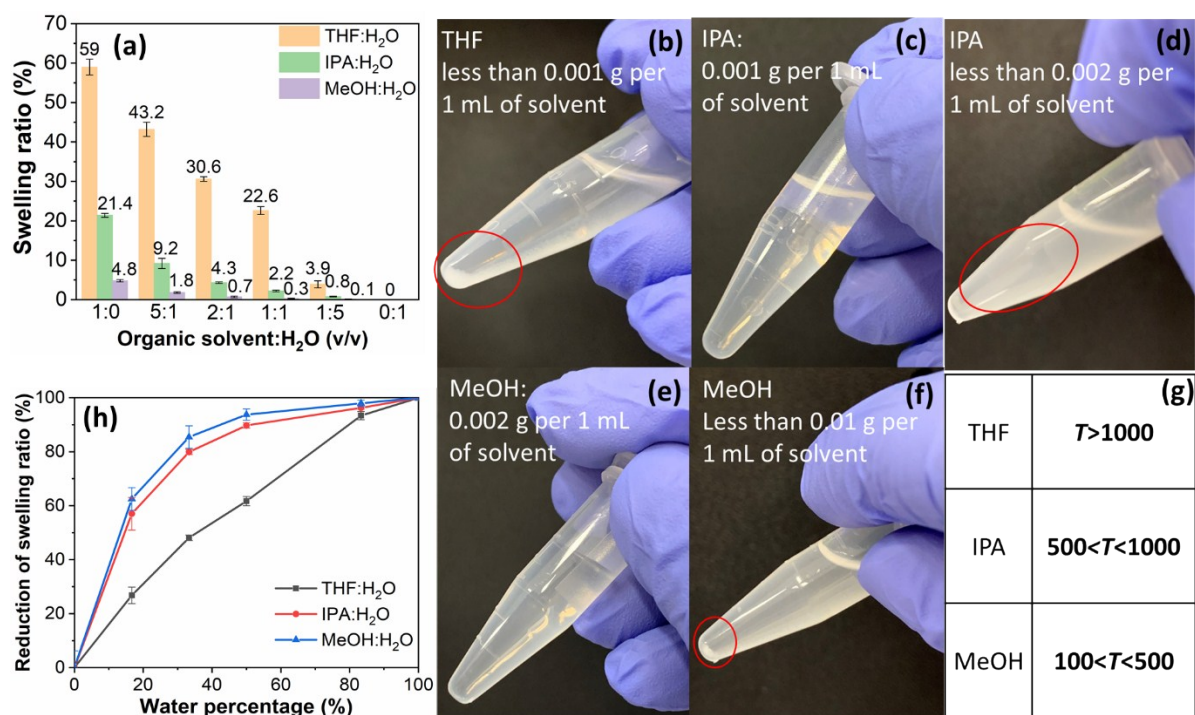 (a)
THF:H₂O
IPA:H₂O
MeOH:H₂O
Swelling ratio (%)
70
60
50
40
30
20
10
0
59
21.4
4.8
43.2
9.2
1.8
30.6
4.3
0.7
22.6
2.2
0.3
3.9
0.8
0.1
0
1:0 5:1 2:1 1:1 1:5 0:1
Organic solvent:H₂O (v/v)
THF (b)
less than 0.001 g per
1 mL of solvent
IPA: (c)
0.001 g per 1 mL
of solvent
IPA (d)
less than 0.002 g per
1 mL of solvent
(h)
Reduction of swelling ratio (%)
100
80
60
40
20
0
THF:H₂O
IPA:H₂O
MeOH:H₂O
0 20 40 60 80 100
Water percentage (%)
MeOH: (e)
0.002 g per 1 mL
of solvent
MeOH (f)
Less than 0.01 g per
1 mL of solvent
(g)
THF T>1000
IPA 500<T<1000
MeOH 100<T<500